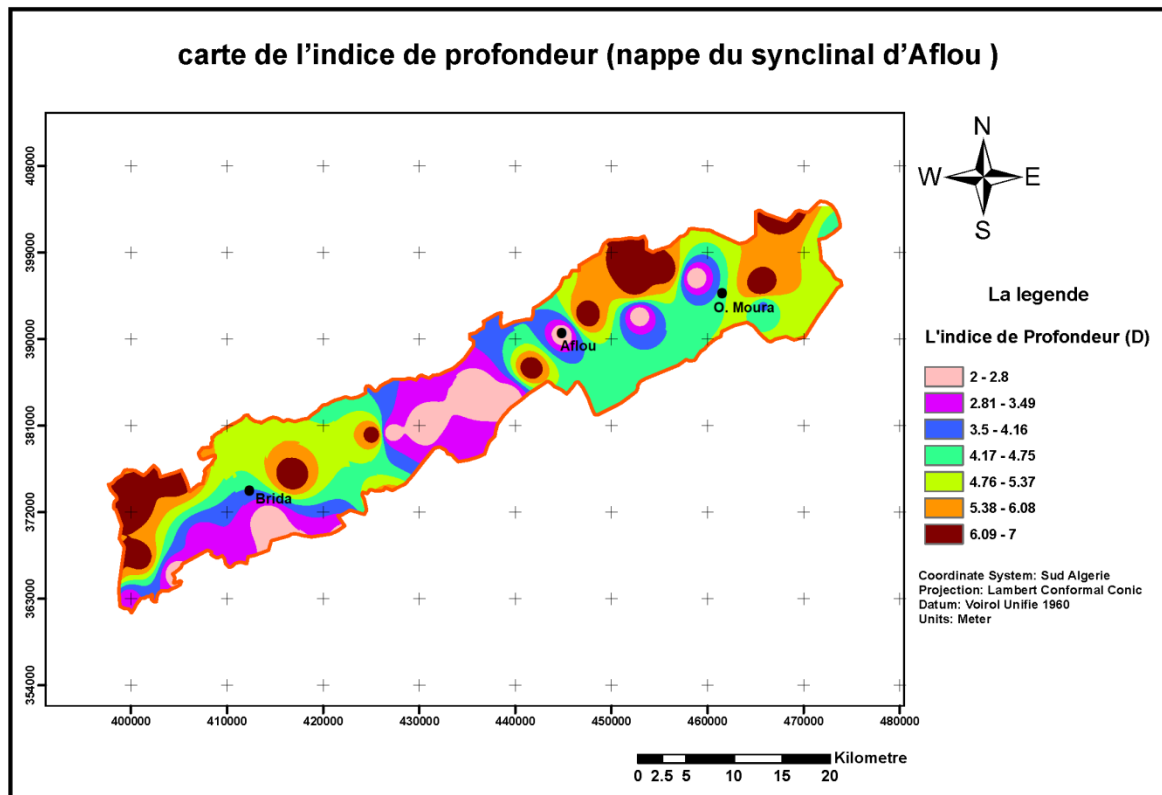 carte de l'indice de profondeur (nappe du synclinal d'Aflou )
N
W
E
S
408000
399000
390000
381000
372000
363000
354000
O. Moura
Aflou
Brida
400000
410000
420000
430000
440000
450000
460000
470000
480000
La legende
L'indice de Profondeur (D)
2 - 2.8
2.81 - 3.49
3.5 - 4.16
4.17 - 4.75
4.76 - 5.37
5.38 - 6.08
6.09 - 7
Coordinate System: Sud Algerie
Projection: Lambert Conformal Conic
Datum: Voirol Unifie 1960
Units: Meter
Kilometre
0 2.5 5 10 15 20